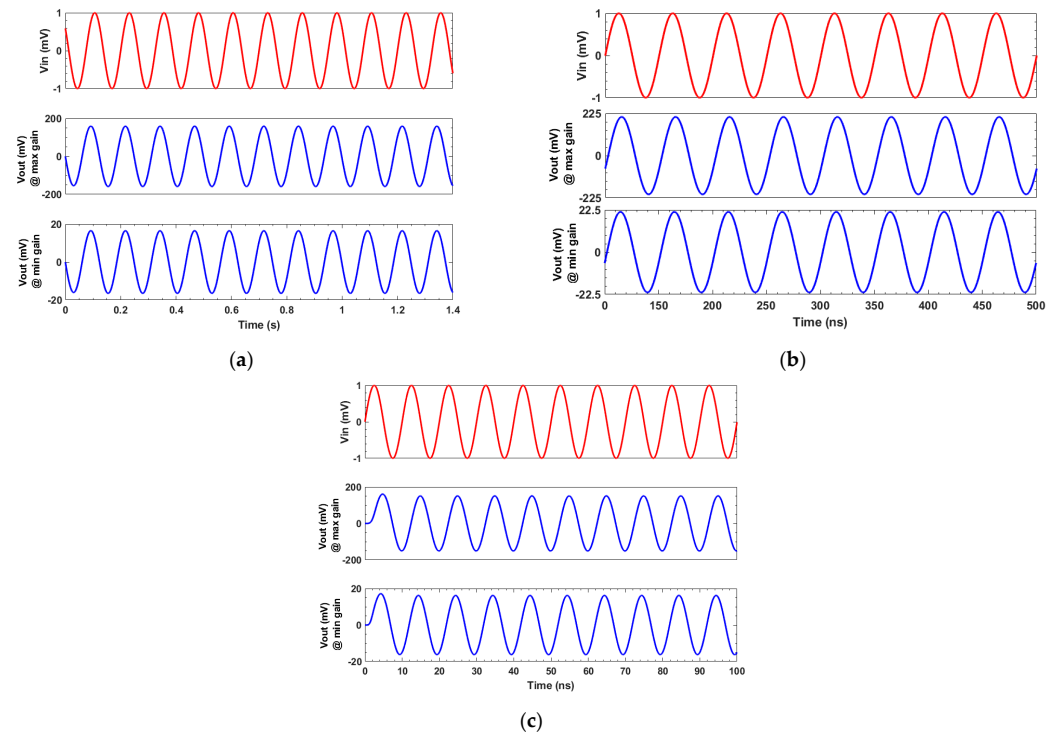 1
0
-1
Vin (mV)
200
0
-200
Vout (mV)
@ max gain
20
0
-20
Vout (mV)
@ min gain
0 0.2 0.4 0.6 0.8 1 1.2 1.4
Time (s)
(a)
1
0
-1
Vin (mV)
225
0
-225
Vout (mV)
@ max gain
22.5
0
-22.5
Vout (mV)
@ min gain
0 50 100 150 200 250 300 350 400 450 500
Time (ns)
(b)
1
0
-1
Vin (mV)
200
0
-200
Vout (mV)
@ max gain
20
0
-20
Vout (mV)
@ min gain
0 10 20 30 40 50 60 70 80 90 100
Time (ns)
(c)